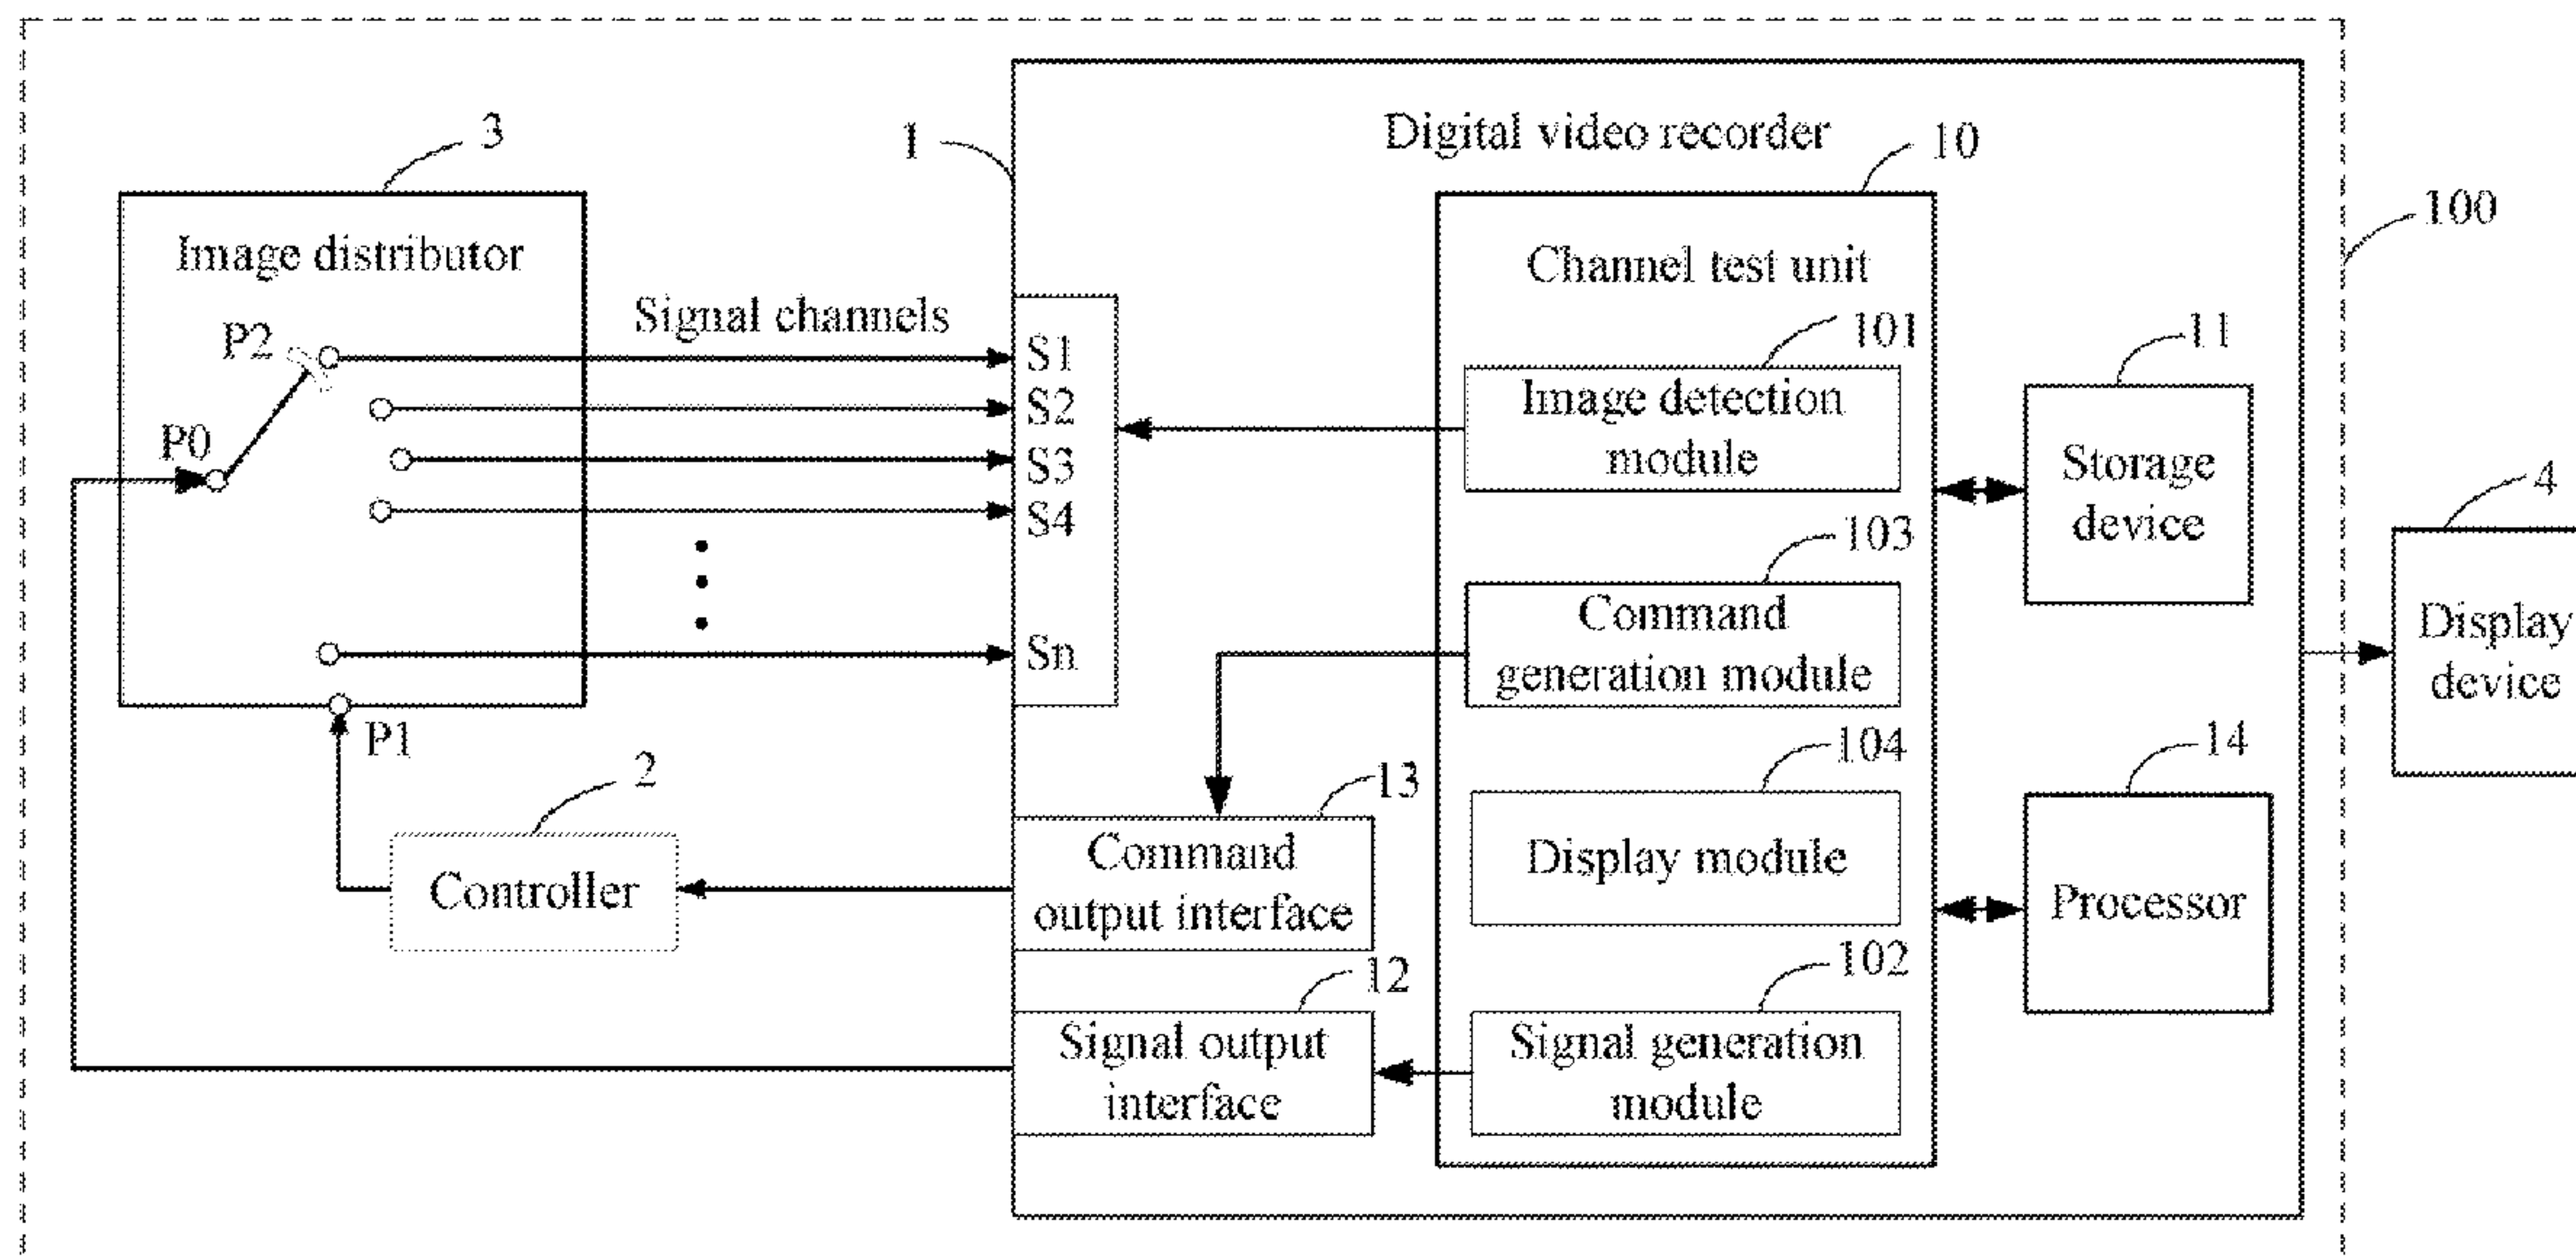 3
1
Digital video recorder
10
100
Image distributor
Channel test unit
Signal channels
P2
S1
101
11
Image detection
module
S2
P0
S3
Storage
device
S4
4
103
Command
generation module
Display
device
Sn
P1
104
14
2
13
Command
output interface
Controller
Display module
Processor
12
102
Signal output
interface
Signal generation
module